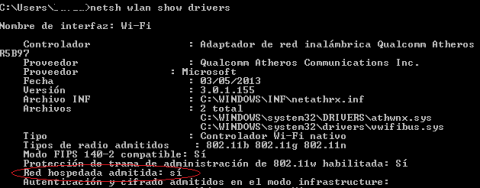 C:\Users\>netsh wlan show drivers
Nombre de interfaz: Wi-Fi
Controlador : Adaptador de red inalámbrica Qualcomm Atheros
R5B97
Proveedor : Qualcomm Atheros Communications Inc.
Proveedor : Microsoft
Fecha : 03/05/2013
Versión : 3.0.1.155
Archivo INF : C:\WINDOWS\INF\netathrx.inf
Archivos : 2 total
C:\WINDOWS\system32\DRIVERS\athwnx.sys
C:\WINDOWS\system32\drivers\vwifibus.sys
Tipo : Controlador Wi-Fi nativo
Tipos de radio admitidos : 802.11b 802.11g 802.11n
Modo FIPS 140-2 compatible: Sí
Protección de trama de administración de 802.11w habilitada: Sí
Red hospedada admitida: sí
Autenticación y cifrado admitidos en el modo infrastructure: